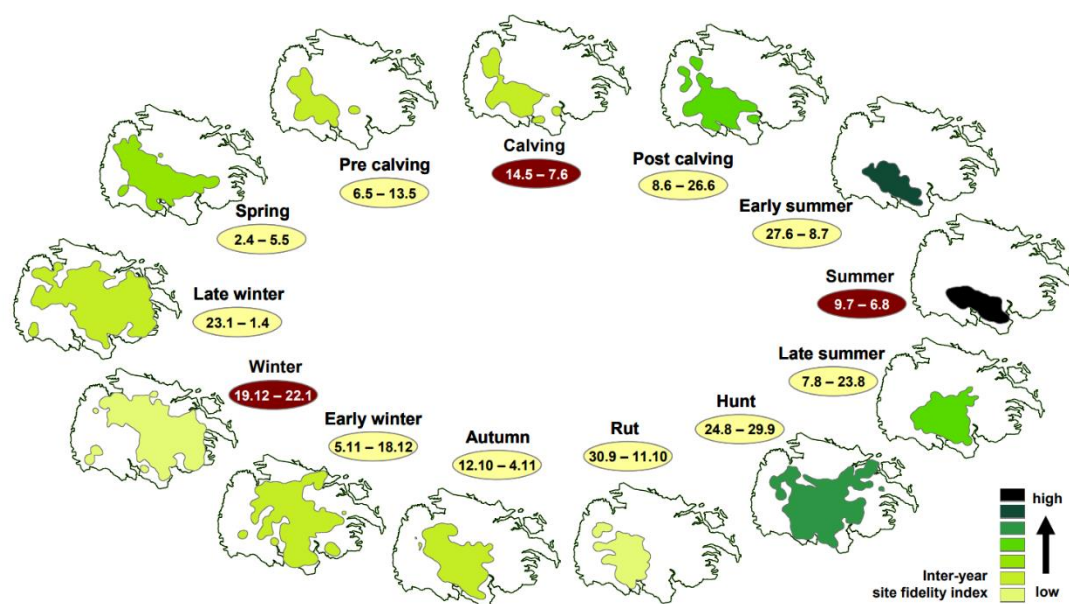 Calving
14.5 – 7.6
Post calving
8.6 – 26.6
Early summer
27.6 – 8.7
Summer
9.7 – 6.8
Late summer
7.8 – 23.8
Hunt
24.8 – 29.9
Rut
30.9 – 11.10
Autumn
12.10 – 4.11
Early winter
5.11 – 18.12
Winter
19.12 – 22.1
Late winter
23.1 – 1.4
Spring
2.4 – 5.5
Pre calving
6.5 – 13.5
high
low
Inter-year
site fidelity index